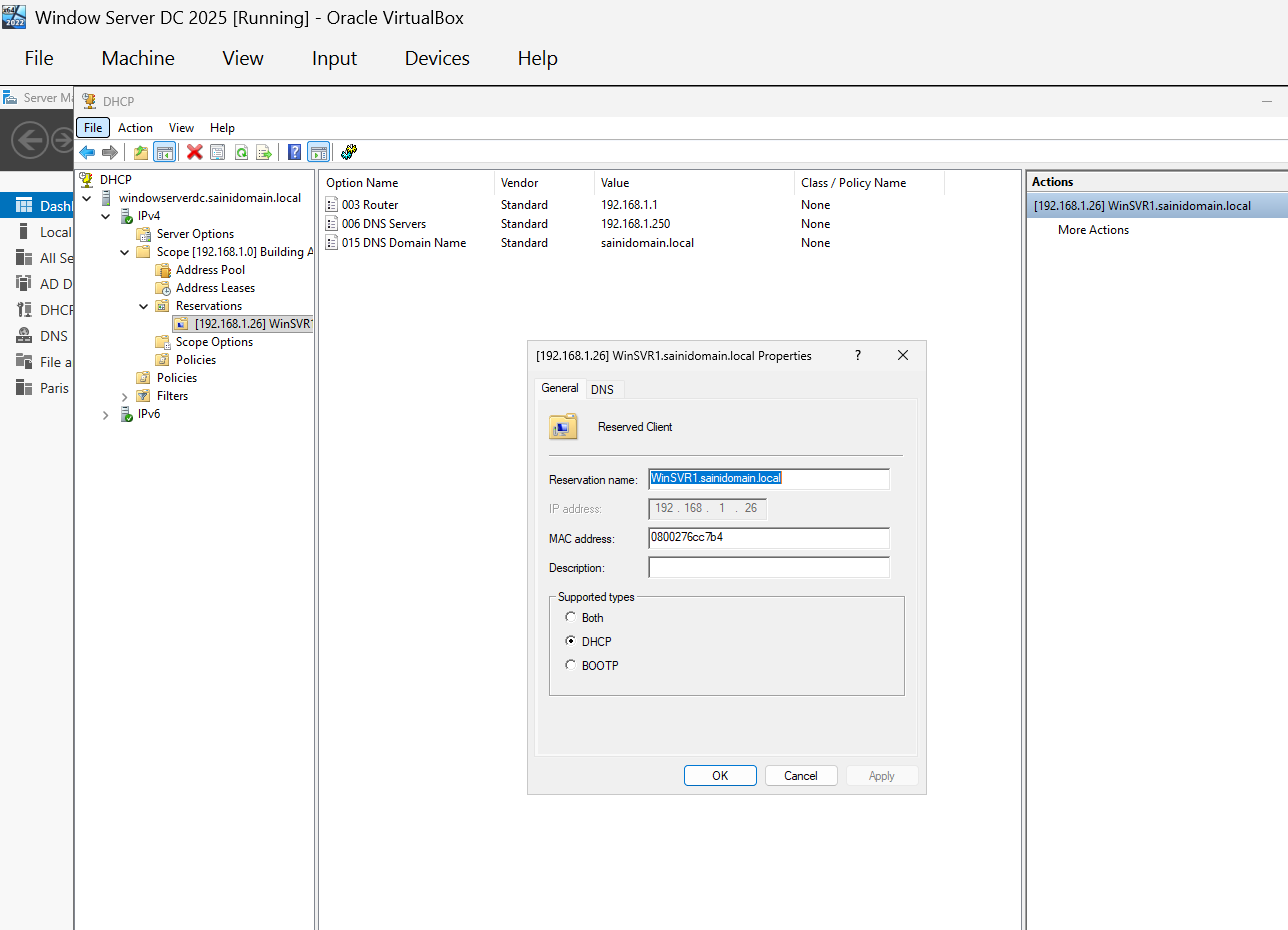 x64
2022
Window Server DC 2025 [Running] - Oracle VirtualBox
File Machine View Input Devices Help
Server Ma
DHCP
File Action View Help
Dashb
Local
All Se
AD D
DHCP
DNS
File a
Paris
DHCP
windowserverdc.sainidomain.local
IPv4
Server Options
Scope [192.168.1.0] Building A
Address Pool
Address Leases
Reservations
[192.168.1.26] WinSVR1
Scope Options
Policies
Policies
Filters
IPv6
Option Name Vendor Value Class / Policy Name
003 Router Standard 192.168.1.1 None
006 DNS Servers Standard 192.168.1.250 None
015 DNS Domain Name Standard sainidomain.local None
[192.168.1.26] WinSVR1.sainidomain.local Properties ?
General DNS
Reserved Client
Reservation name: WinSVR1.sainidomain.local
IP address: 192 . 168 . 1 . 26
MAC address: 0800276cc7b4
Description:
Supported types
Both
DHCP
BOOTP
OK Cancel Apply
Actions
[192.168.1.26] WinSVR1.sainidomain.local
More Actions